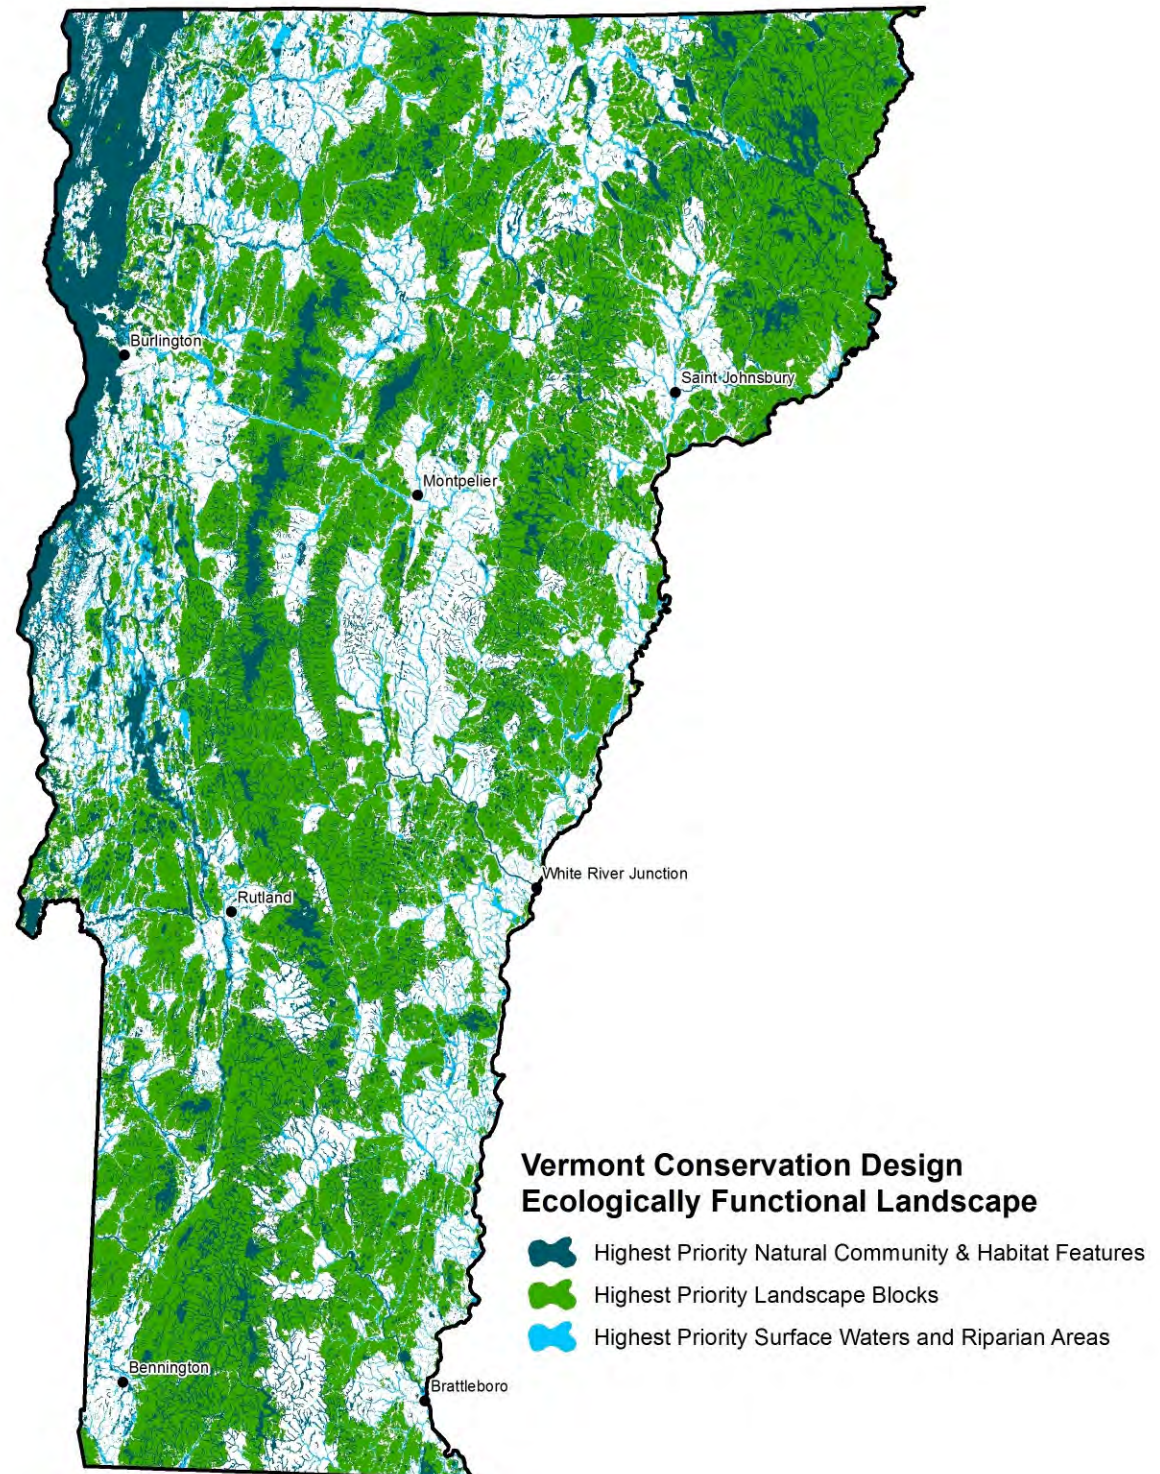 Burlington
Saint Johnsbury
Montpelier
White River Junction
Rutland
Vermont Conservation Design
Ecologically Functional Landscape
Highest Priority Natural Community & Habitat Features
Highest Priority Landscape Blocks
Highest Priority Surface Waters and Riparian Areas
Bennington
Brattleboro